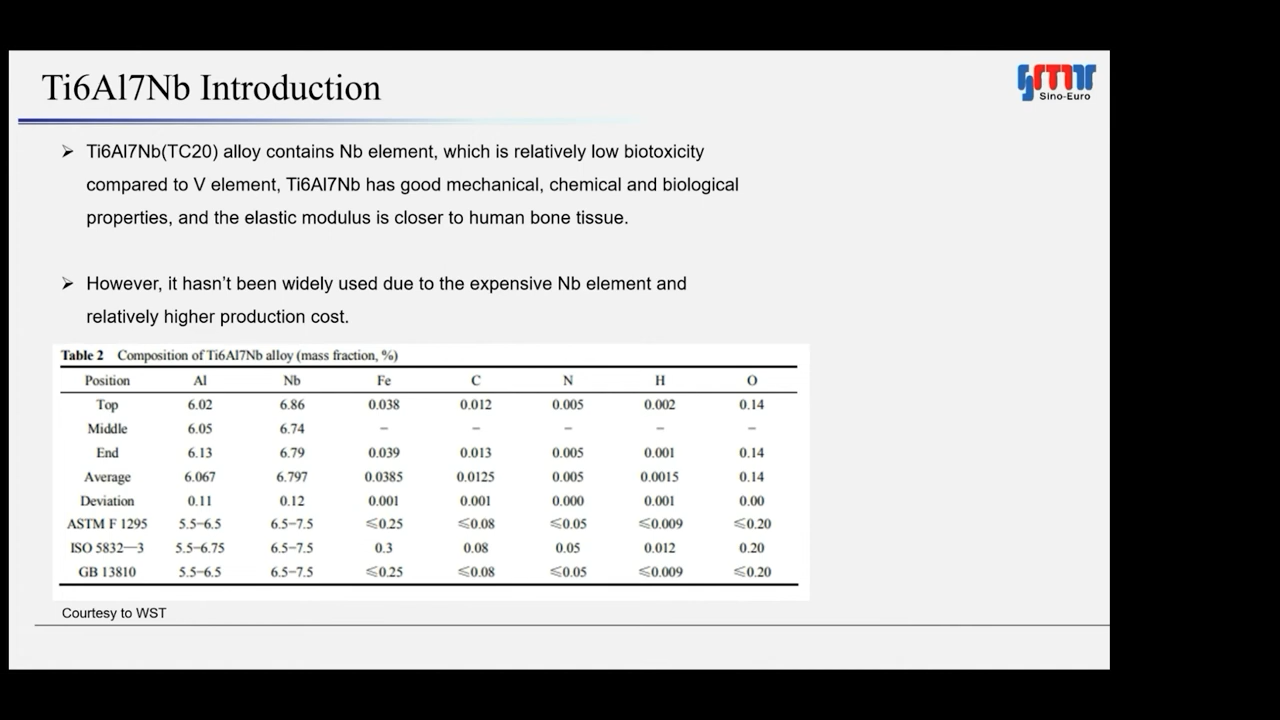 Ti6Al7Nb Introduction
Sino-Euro
➢ Ti6Al7Nb(TC20) alloy contains Nb element, which is relatively low biotoxicity
compared to V element, Ti6Al7Nb has good mechanical, chemical and biological
properties, and the elastic modulus is closer to human bone tissue.
➢ However, it hasn't been widely used due to the expensive Nb element and
relatively higher production cost.
Table 2 Composition of Ti6Al7Nb alloy (mass fraction, %)
Position Al Nb Fe C N H O
Top 6.02 6.86 0.038 0.012 0.005 0.002 0.14
Middle 6.05 6.74 – – – – –
End 6.13 6.79 0.039 0.013 0.005 0.001 0.14
Average 6.067 6.797 0.0385 0.0125 0.005 0.0015 0.14
Deviation 0.11 0.12 0.001 0.001 0.000 0.001 0.00
ASTM F 1295 5.5–6.5 6.5–7.5 ⩽0.25 ⩽0.08 ⩽0.05 ⩽0.009 ⩽0.20
ISO 5832—3 5.5–6.75 6.5–7.5 0.3 0.08 0.05 0.012 0.20
GB 13810 5.5–6.5 6.5–7.5 ⩽0.25 ⩽0.08 ⩽0.05 ⩽0.009 ⩽0.20
Courtesy to WST